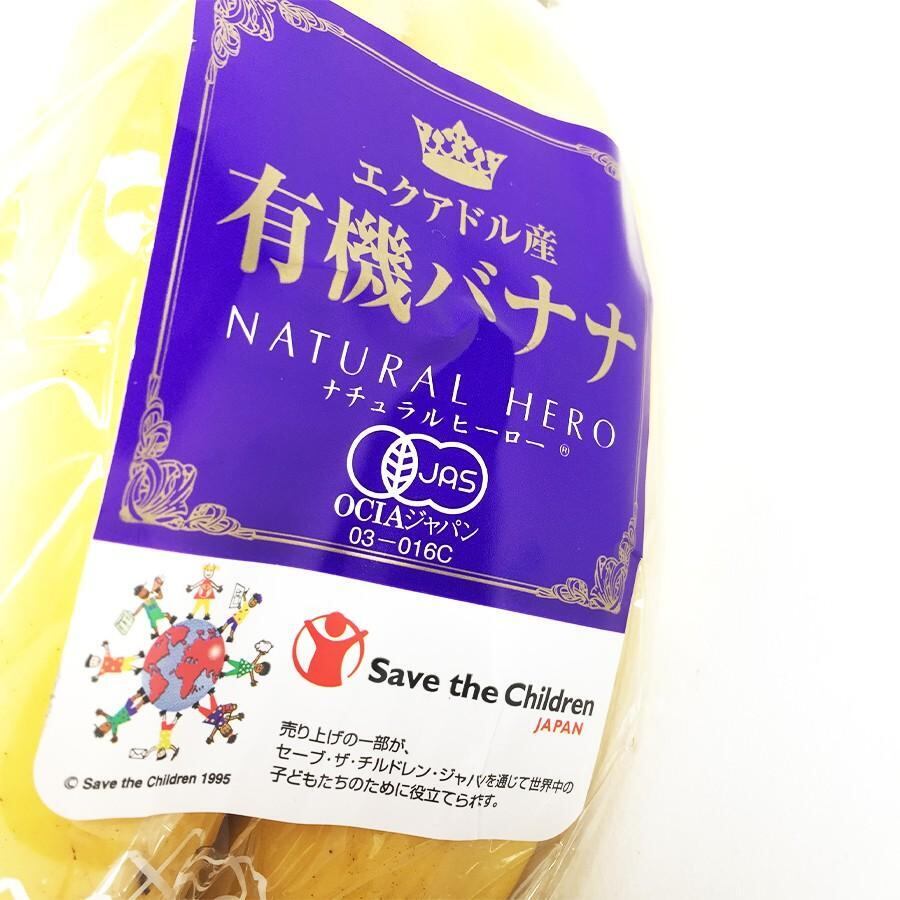 エクアドル産
有機バナナ
NATURAL HERO
ナチュラルヒーロー®
JAS
OCIAジャパン
03-016C
Save the Children
JAPAN
売り上げの一部が、
セーブ・ザ・チルドレン・ジャパンを通じて世界中の
子どもたちのために役立てられます。
© Save the Children 1995